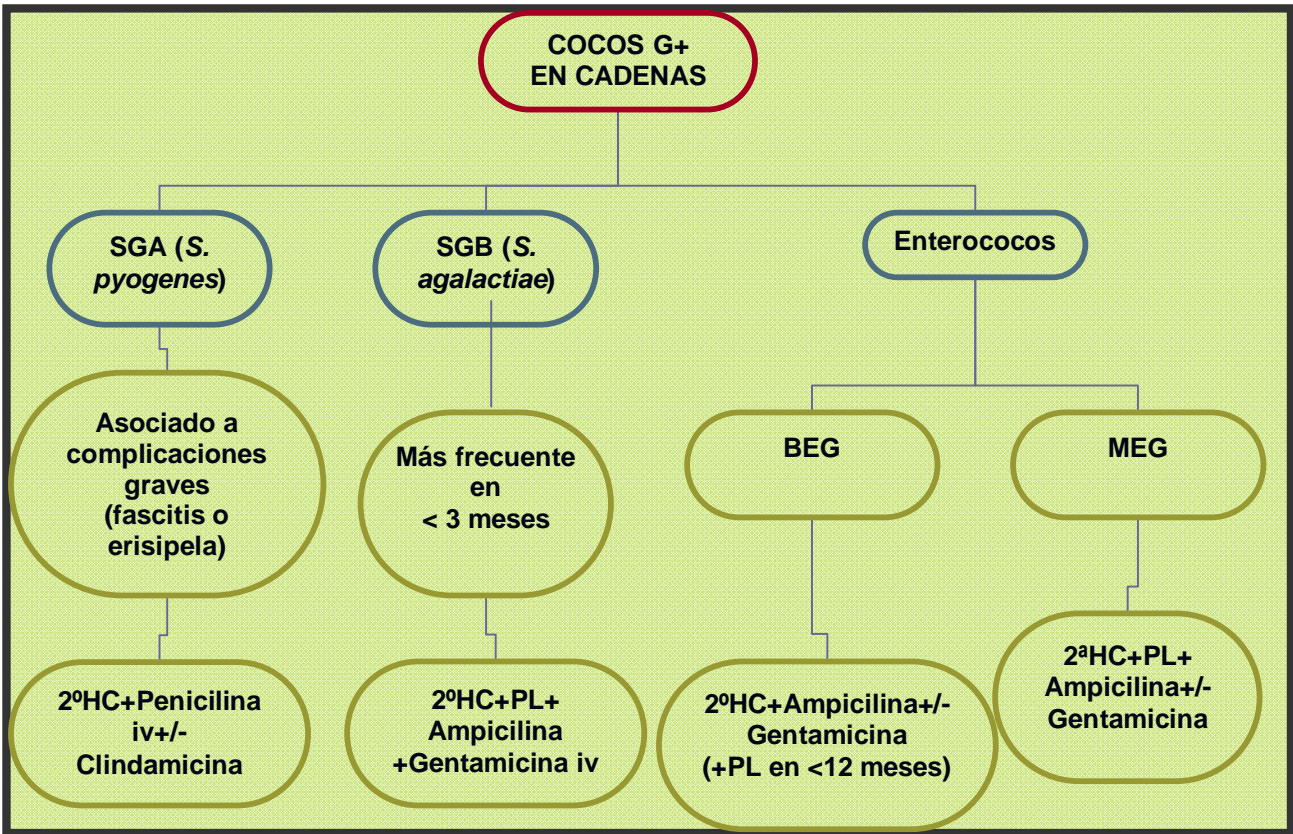 COCOS G+
EN CADENAS
SGA (S.
pyogenes)
SGB (S.
agalactiae)
Enterococos
Asociado a
complicaciones
graves
(fascitis o
erisipela)
Más frecuente
en
< 3 meses
BEG
MEG
2ºHC+Penicilina
iv+/-
Clindamicina
2ºHC+PL+
Ampicilina
+Gentamicina iv
2ºHC+Ampicilina+/-
Gentamicina
(+PL en <12 meses)
2ªHC+PL+
Ampicilina+/-
Gentamicina